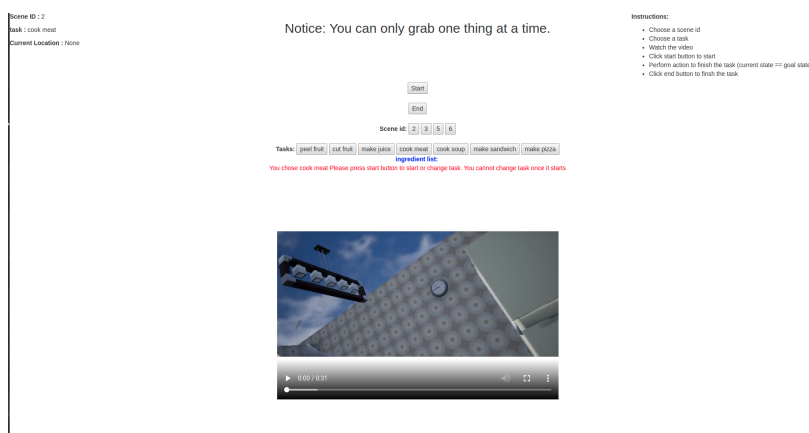 Scene ID : 2
task : cook meat
Current Location : None
Notice: You can only grab one thing at a time.
Start
End
Scene id: 2 3 5 6
Tasks: peel fruit cut fruit make juice cook meat cook soup make sandwich make pizza
ingredient list:
You chose cook meat Please press start button to start or change task. You cannot change task once it starts
0:00 / 0:31
Instructions:
Choose a scene id
Choose a task
Watch the video
Click start button to start
Perform action to finish the task (current state == goal state
Click end button to finsh the task